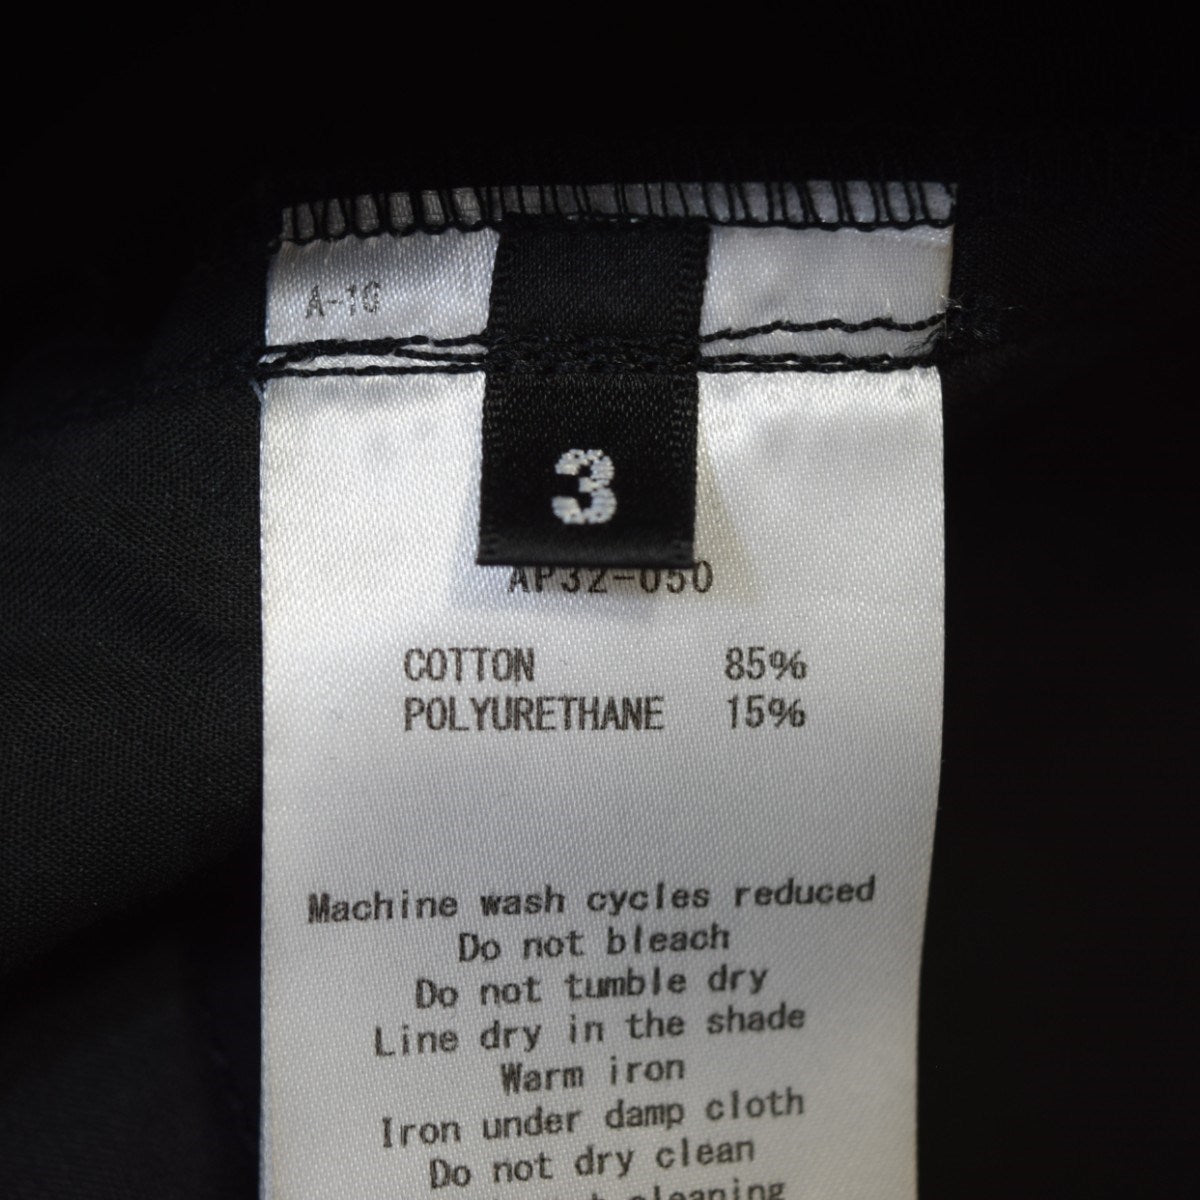 A-10
3
AP32-050
COTTON 85%
POLYURETHANE 15%
Machine wash cycles reduced
Do not bleach
Do not tumble dry
Line dry in the shade
Warm iron
Iron under damp cloth
Do not dry clean
cleaning